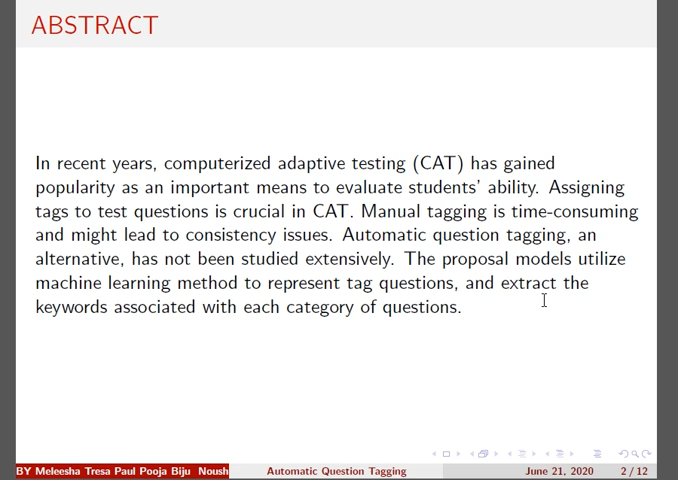 ABSTRACT
In recent years, computerized adaptive testing (CAT) has gained
popularity as an important means to evaluate students' ability. Assigning
tags to test questions is crucial in CAT. Manual tagging is time-consuming
and might lead to consistency issues. Automatic question tagging, an
alternative, has not been studied extensively. The proposal models utilize
machine learning method to represent tag questions, and extract the
keywords associated with each category of questions.
BY Meleesha Tresa Paul Pooja Biju Noush
Automatic Question Tagging
June 21, 2020
2 / 12